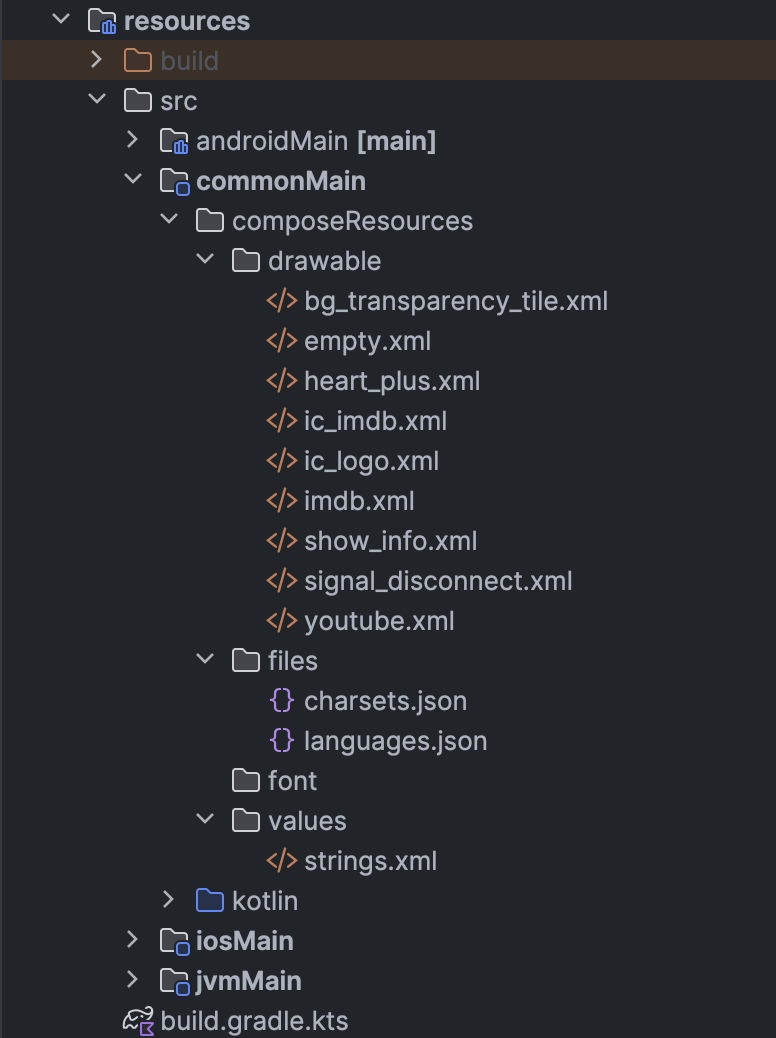 resources
build
src
androidMain [main]
commonMain
composeResources
drawable
bg_transparency_tile.xml
empty.xml
heart_plus.xml
ic_imdb.xml
ic_logo.xml
imdb.xml
show_info.xml
signal_disconnect.xml
youtube.xml
files
charsets.json
languages.json
font
values
strings.xml
kotlin
iosMain
jvmMain
build.gradle.kts